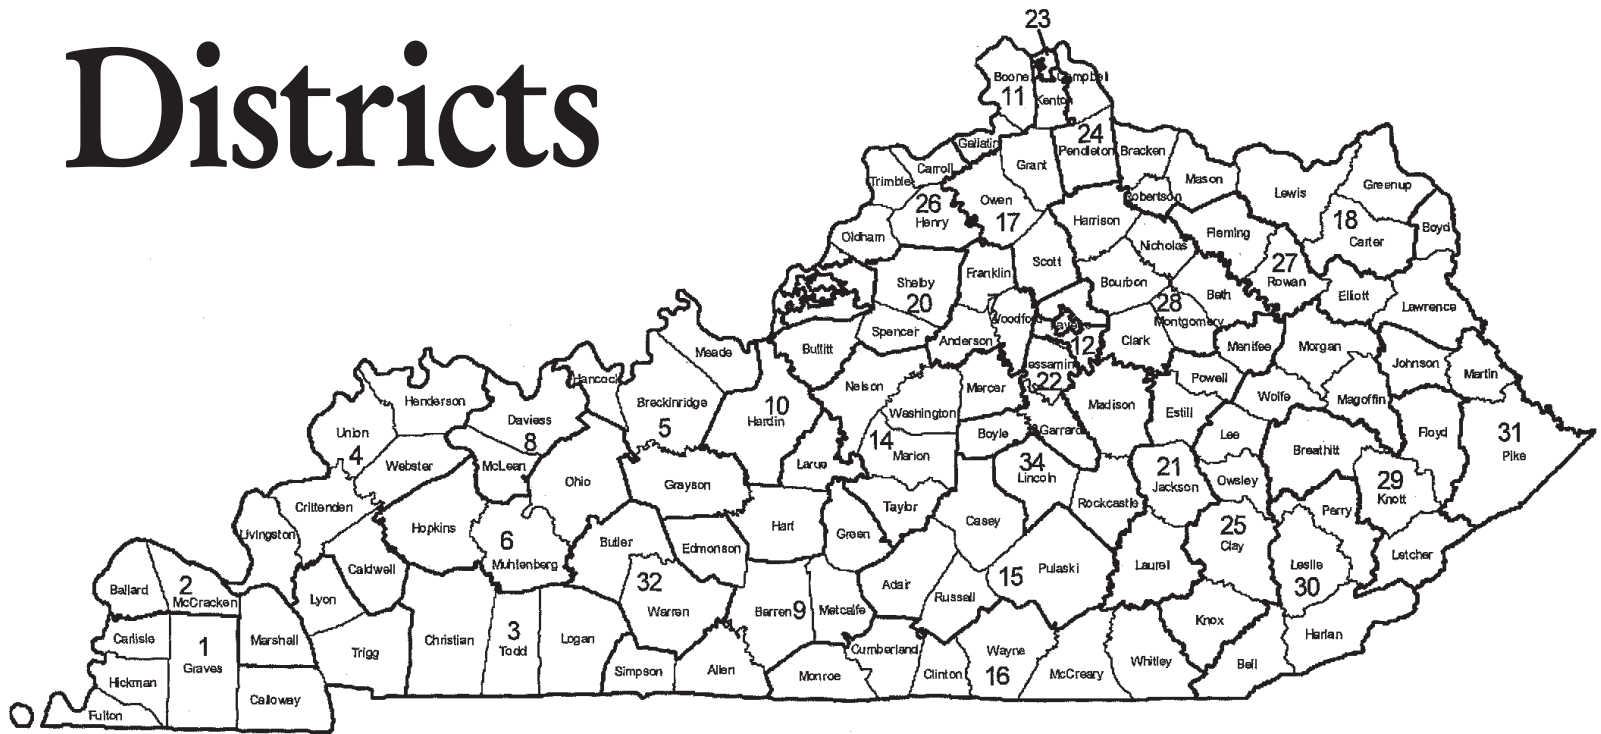 Districts
23
Boone
Campbell
11
Kenton
24
Gallatin
Pendleton
Bracken
Grant
Carroll
Trimble
Mason
Robertson
Lewis
Greenup
26
Henry
Owen
17
Harrison
18
Boyd
Oldham
Fleming
Carter
Nicholas
Scott
Franklin
27
Rowan
Shelby
20
Bourbon
Bath
Elliott
Lawrence
7
28
Montgomery
Woodford
Fayette
Spencer
Anderson
12
Clark
Menifee
Morgan
Bullitt
Meade
Jessamine
22
Johnson
Martin
Hancock
Nelson
Mercer
Powell
Wolfe
Magoffin
Henderson
Breckinridge
5
10
Hardin
Washington
Madison
Estill
Daviess
8
Union
4
14
Marion
Boyle
Garrard
Lee
Floyd
31
Pike
Webster
McLean
Larue
34
Lincoln
21
Jackson
Breathitt
Ohio
Grayson
Owsley
29
Knott
Crittenden
Taylor
Rockcastle
Perry
Livingston
Hopkins
Hart
Green
Casey
25
Clay
6
Muhlenberg
Butler
Edmonson
Letcher
Caldwell
32
Warren
Adair
15
Pulaski
Laurel
Leslie
30
Ballard
2
McCracken
Lyon
Russell
Barren
9
Metcalfe
Knox
Harlan
Carlisle
1
Graves
Marshall
Trigg
Christian
3
Todd
Logan
Cumberland
Wayne
16
Whitley
Bell
Hickman
Simpson
Allen
Monroe
Clinton
McCreary
Calloway
Fulton